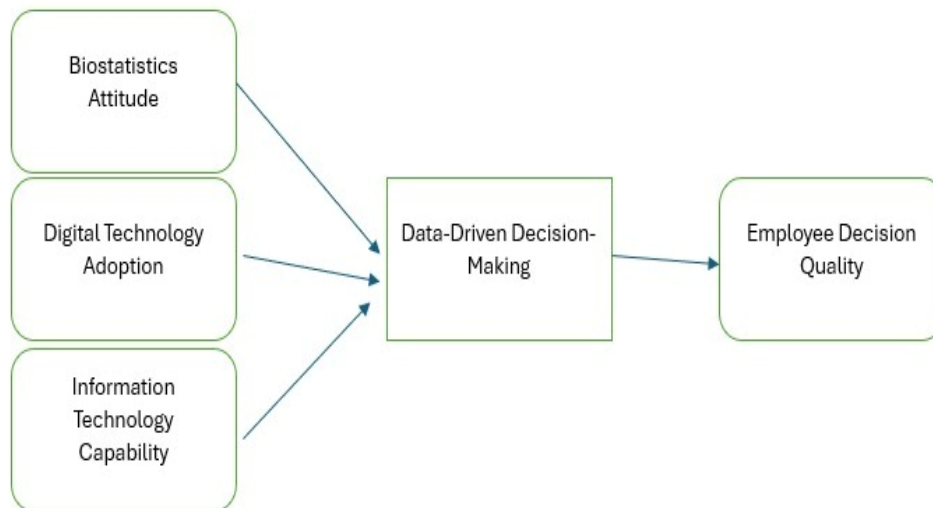 Biostatistics
Attitude
Digital Technology
Adoption
Information
Technology
Capability
Data-Driven Decision-
Making
Employee Decision
Quality